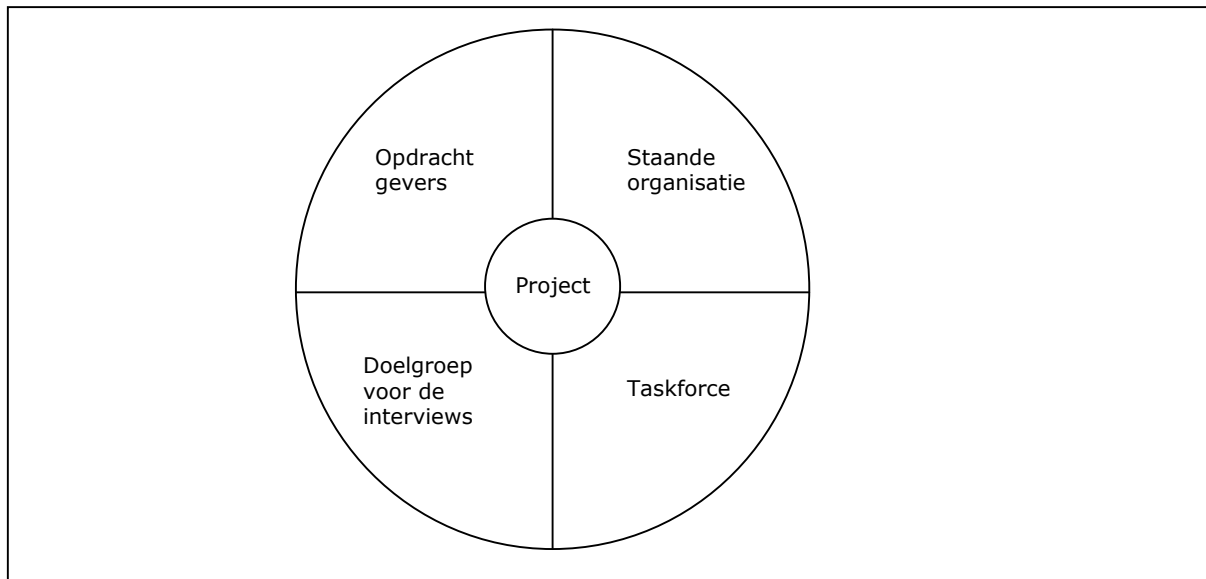 Opdracht
gevers
Staande
organisatie
Project
Doelgroep
voor de
interviews
Taskforce